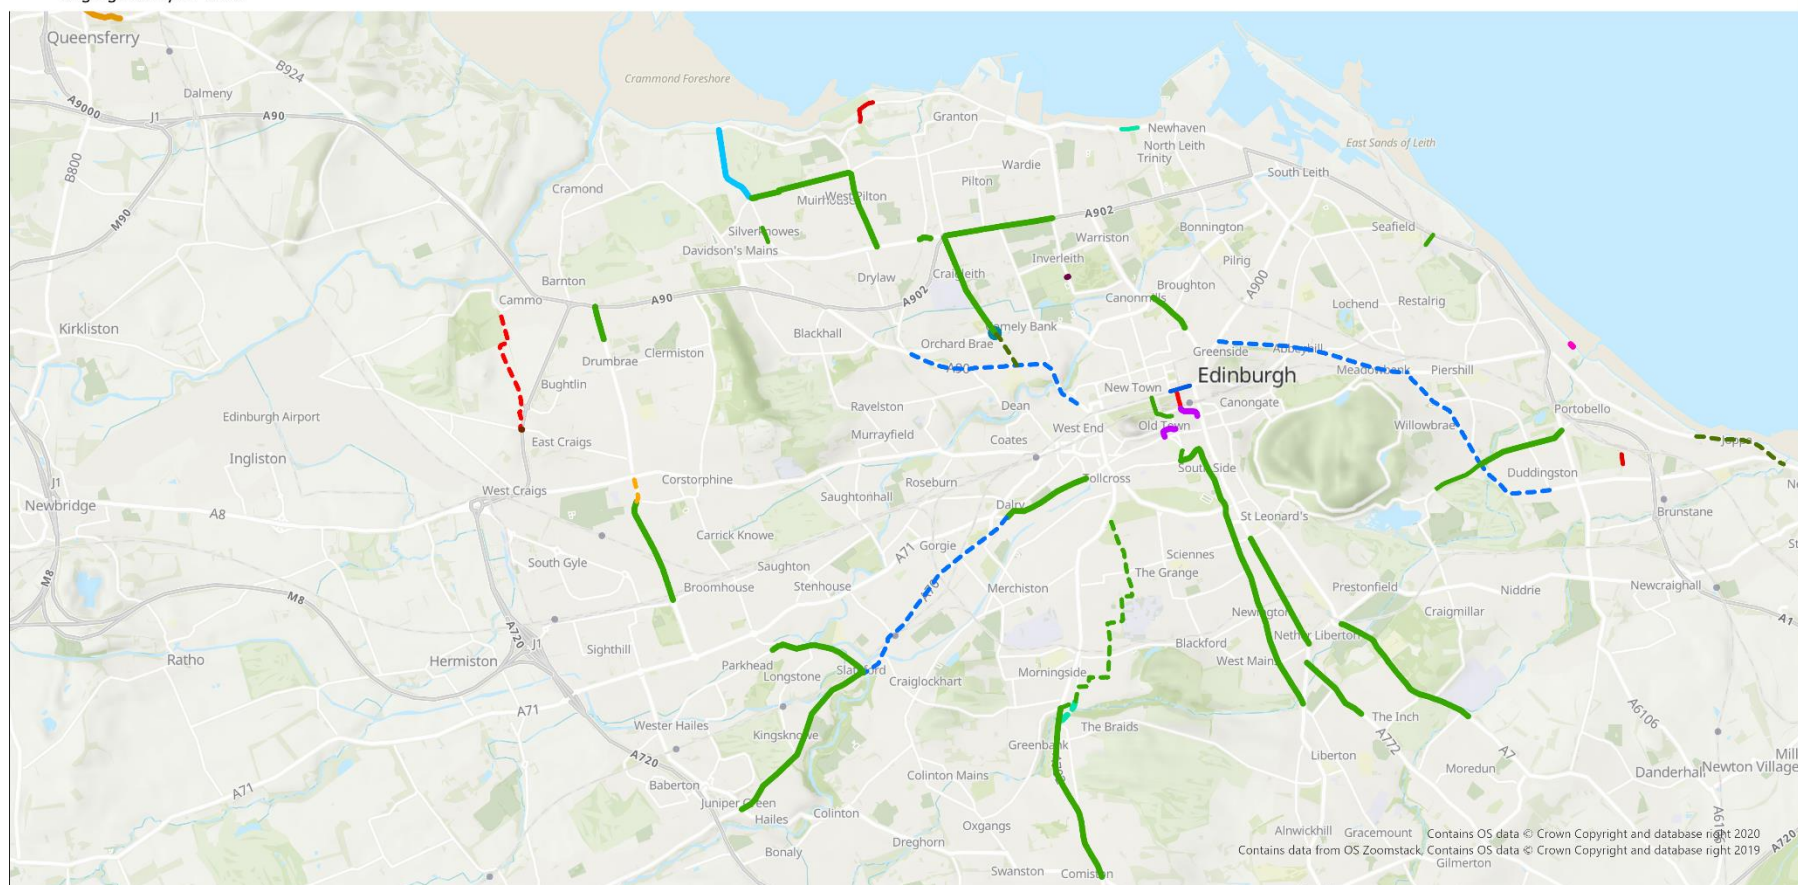 Queensferry
B924
Crammond Foreshore
Dalmeny
A9000
J1
A90
Granton
Newhaven
North Leith
Trinity
East Sands of Leith
Wardie
South Leith
B800
Cramond
Pilton
Muirhouse
West Pilton
M90
A902
Silverknowes
Bonnington
Seafield
Davidson's Mains
Warriston
Inverleith
Pilrig
Barnton
Drylaw
Craigleith
A900
Broughton
Cammo
A90
A902
Canonmills
Lochend
Restalrig
Kirkliston
Blackhall
Comely Bank
Orchard Brae
Greenside
Abbeyhill
Clermiston
Drumbrae
A90
Meadowbank
Piershill
Edinburgh
Bughtlin
New Town
Canongate
Ravelston
Dean
Portobello
Edinburgh Airport
Old Town
Willowbrae
West End
Murrayfield
East Craigs
Coates
Joppa
Ingliston
South Side
Duddingston
J1
Corstorphine
Tollcross
Roseburn
West Craigs
Saughtonhall
Newbridge
Dalry
Brunstane
A8
St Leonard's
Carrick Knowe
Gorgie
A71
Sciennes
South Gyle
Saughton
The Grange
M8
Stenhouse
Merchiston
Prestonfield
Niddrie
Newcraighall
Broomhouse
A70
M8
Craigmillar
Newington
A1
A720
J1
Nether Liberton
Blackford
Sighthill
Ratho
Hermiston
Parkhead
West Mains
Slateford
Longstone
Morningside
Craiglockhart
A71
A6106
Wester Hailes
The Inch
The Braids
Kingsknowe
A772
Greenbank
A7
A720
Liberton
Mill
Newton Village
Danderhall
Moredun
Colinton Mains
A702
Baberton
A71
Juniper Green
Colinton
Hailes
Oxgangs
Alnwickhill
Gracemount
Contains OS data © Crown Copyright and database right 2020
Dreghorn
A720
Bonaly
Contains data from OS Zoomstack, Contains OS data © Crown Copyright and database right 2019
Gilmerton
Swanston
Comiston